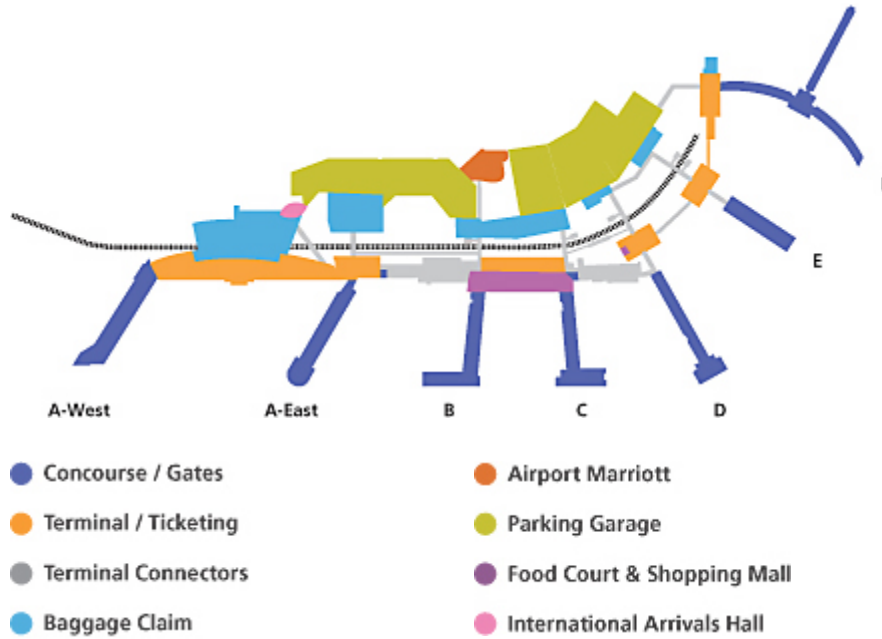 E
A-West A-East B C D
Concourse / Gates
Airport Marriott
Terminal / Ticketing
Parking Garage
Terminal Connectors
Food Court & Shopping Mall
Baggage Claim
International Arrivals Hall